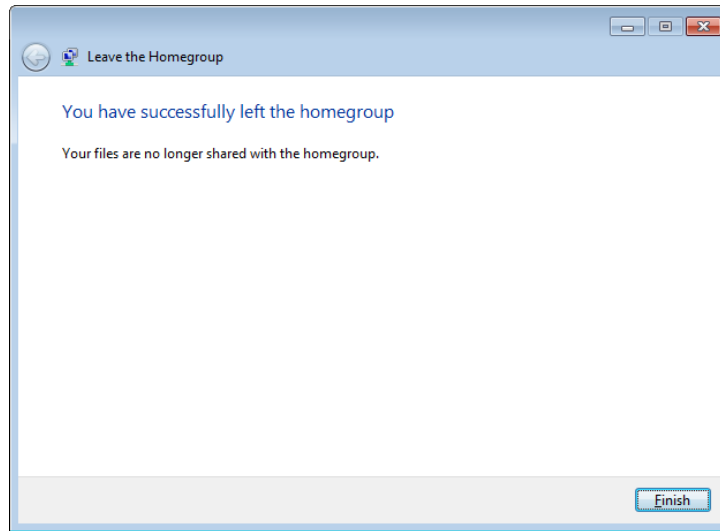 Leave the Homegroup
You have successfully left the homegroup
Your files are no longer shared with the homegroup.
Finish